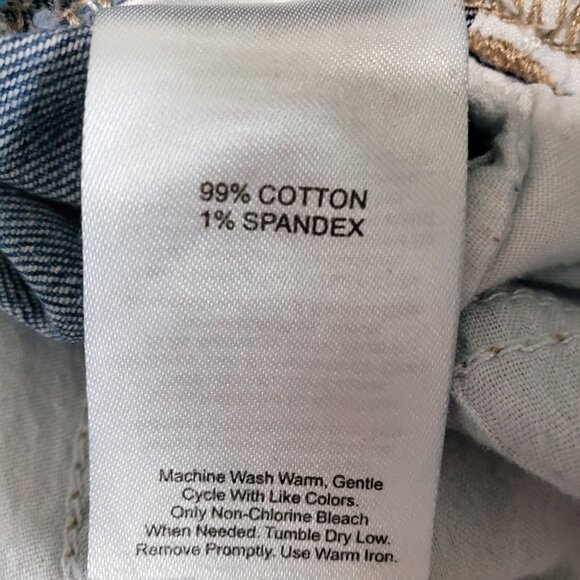 99% COTTON
1% SPANDEX
Machine Wash Warm, Gentle
Cycle With Like Colors.
Only Non-Chlorine Bleach
When Needed. Tumble Dry Low.
Remove Promptly. Use Warm Iron.